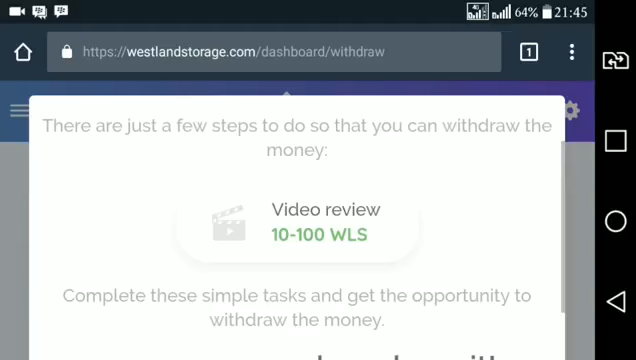 4G 64% 21:45
https://westlandstorage.com/dashboard/withdraw 1
There are just a few steps to do so that you can withdraw the
money:
Video review
10-100 WLS
Complete these simple tasks and get the opportunity to
withdraw the money.